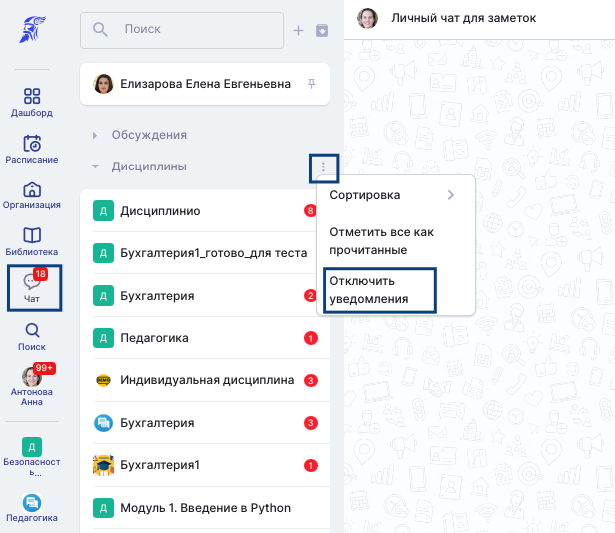 Поиск
Личный чат для заметок
Елизарова Елена Евгеньевна
Дашборд
Обсуждения
Расписание
Дисциплины
Сортировка
Отметить все как
прочитанные
Отключить
уведомления
Организация
Д Дисциплинио 8
Библиотека
Д Бухгалтерия1_готово_для теста
18
Чат
Д Бухгалтерия 2
Поиск
Д Педагогика 1
99+
Антонова
Анна
DEMO Индивидуальная дисциплина 3
Бухгалтерия 3
Д
Безопасност
ь...
Бухгалтерия1 1
Педагогика
Д Модуль 1. Введение в Python